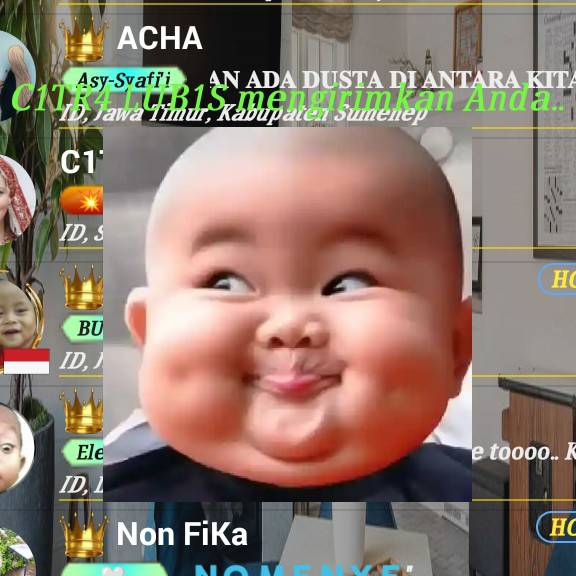 ACHA
Asy-Syafi'i
AN ADA DUSTA DI ANTARA KITA
C1TR4 LUB1S mengirimkan Anda..
ID, Jawa Timur, Kabupaten Sumenep
C1T
ID, S
HO
BU
ID, J
Ele
e toooo.. K
ID,
Non FiKa
HO